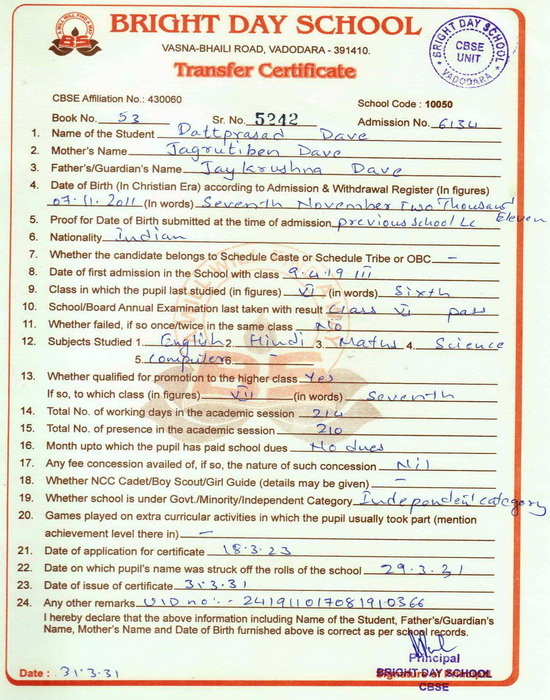 BRIGHT DAY SCHOOL
VASNA-BHAILI ROAD, VADODARA - 391410.
Transfer Certificate
BRIGHT DAY SCHOOL
CBSE
UNIT
VADODARA
CBSE Affiliation No.: 430060
School Code : 10050
Book No. 53 Sr. No. 5242 Admission No. 6134
1. Name of the Student Dattprasad Dave
2. Mother's Name Jagrutiben Dave
3. Father's/Guardian's Name Jaykrushna Dave
4. Date of Birth (In Christian Era) according to Admission & Withdrawal Register (In figures)
07.11.2011 (In words) Seventh November Two Thousand Eleven
5. Proof for Date of Birth submitted at the time of admission previous school Lc
6. Nationality Indian
7. Whether the candidate belongs to Schedule Caste or Schedule Tribe or OBC. -
8. Date of first admission in the School with class 9.4.19 III
9. Class in which the pupil last studied (in figures) VI (in words) Sixth
10. School/Board Annual Examination last taken with result class VI pass
11. Whether failed, if so once/twice in the same class No
12. Subjects Studied 1. English 2. Hindi 3. Maths 4. Science
5. Computer 6. -
13. Whether qualified for promotion to the higher class Yes
If so, to which class (in figures) VII (in words) Seventh
14. Total No. of working days in the academic session 214
15. Total No. of presence in the academic session 210
16. Month upto which the pupil has paid school dues No dues
17. Any fee concession availed of, if so, the nature of such concession Nil
18. Whether NCC Cadet/Boy Scout/Girl Guide (details may be given) -
19. Whether school is under Govt./Minority/Independent Category Independent category
20. Games played on extra curricular activities in which the pupil usually took part (mention
achievement level there in) -
21. Date of application for certificate 18.3.23
22. Date on which pupil's name was struck off the rolls of the school 29.3.31
23. Date of issue of certificate 31.3.31
24. Any other remarks UID no:- 241911017081910366
I hereby declare that the above information including Name of the Student, Father's/Guardian's
Name, Mother's Name and Date of Birth furnished above is correct as per school records.
Principal
BRIGHT DAY SCHOOL
Signature of Principal
CBSE
Date : 31.3.31